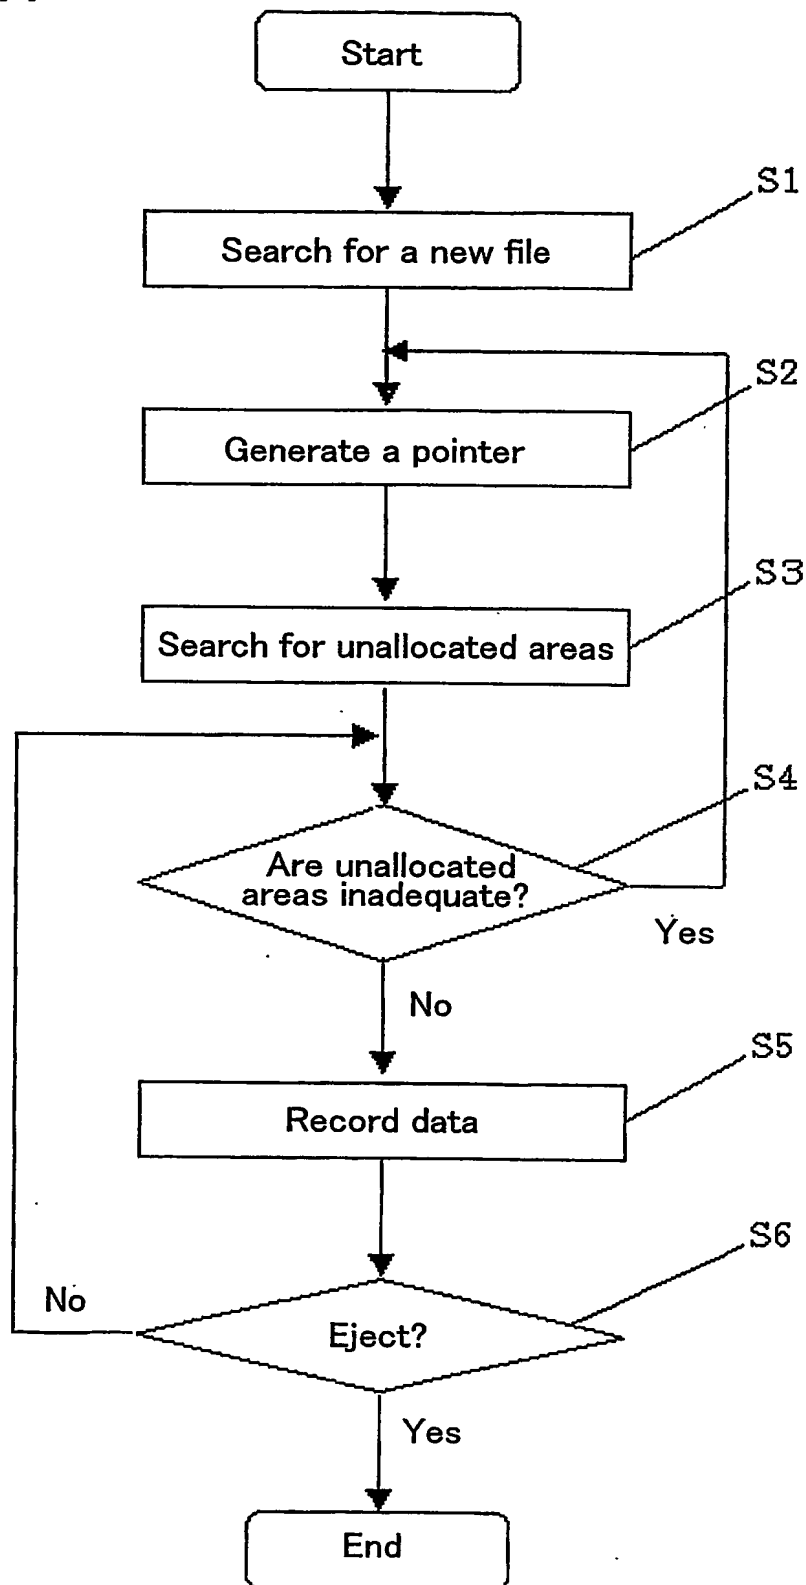 Start
S1
Search for a new file
S2
Generate a pointer
S3
Search for unallocated areas
S4
Are unallocated
areas inadequate?
Yes
No
S5
Record data
S6
No
Eject?
Yes
End